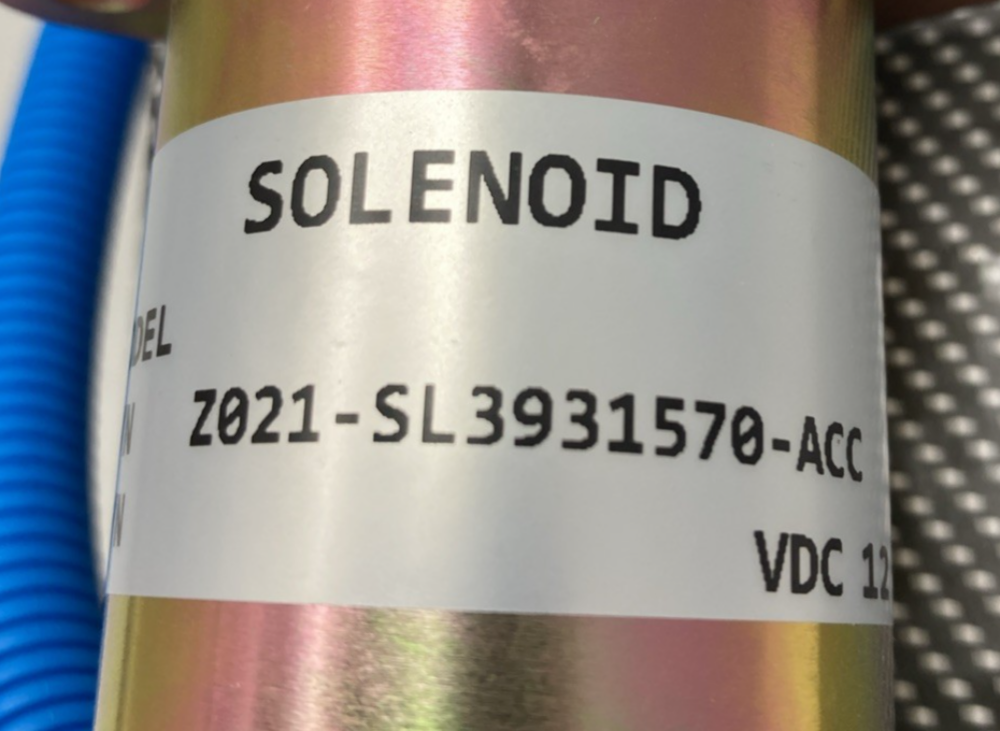 SOLENOID
DEL
N Z021-SL3931570-ACC
N VDC 12